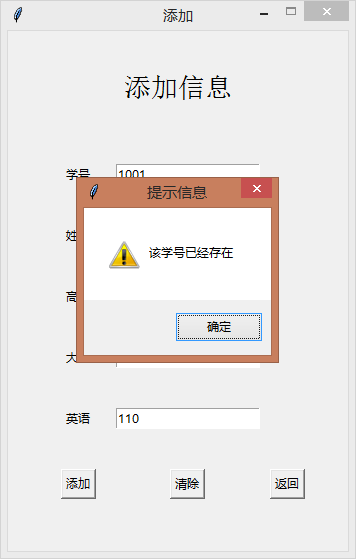 添加
添加信息
学号 1001
提示信息
姓
该学号已经存在
高
确定
大
英语 110
添加 清除 返回